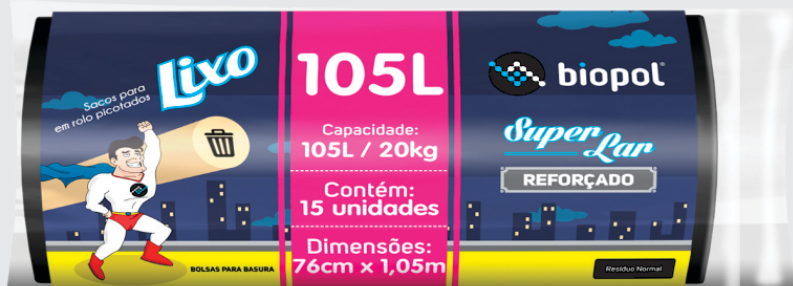 Sacos para
em rolo picotados
Lixo
105L
Capacidade:
105L / 20kg
Contém:
15 unidades
Dimensões:
76cm x 1,05m
biopol
Super Lar
REFORÇADO
BOLSAS PARA BASURA
Resíduo Normal